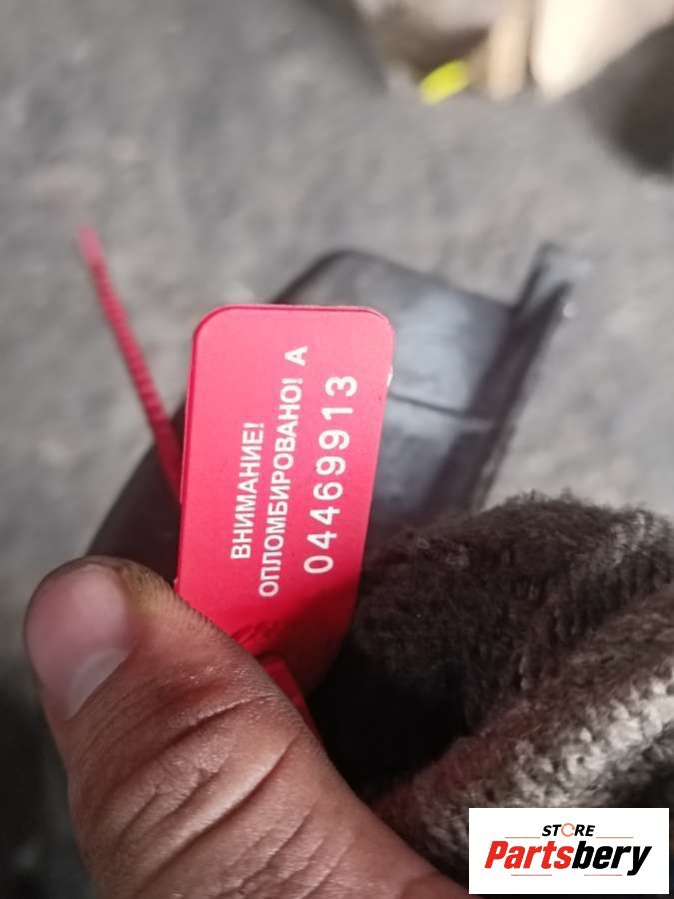 ВНИМАНИЕ!
ОПЛОМБИРОВАНО! А
04469913
STORE
Partsbery